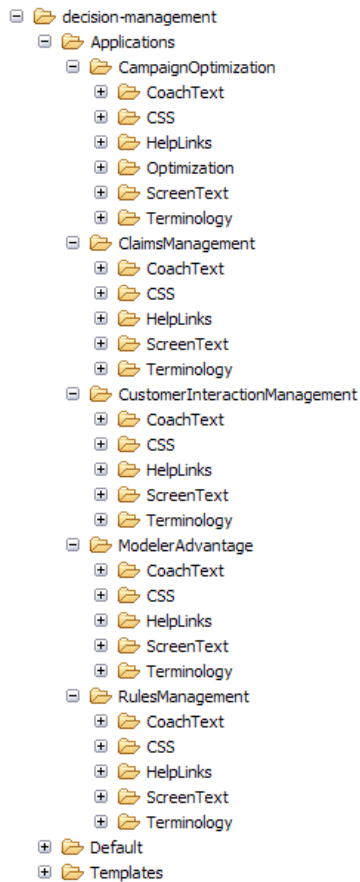 decision-management
Applications
CampaignOptimization
CoachText
CSS
HelpLinks
Optimization
ScreenText
Terminology
ClaimsManagement
CoachText
CSS
HelpLinks
ScreenText
Terminology
CustomerInteractionManagement
CoachText
CSS
HelpLinks
ScreenText
Terminology
ModelerAdvantage
CoachText
CSS
HelpLinks
ScreenText
Terminology
RulesManagement
CoachText
CSS
HelpLinks
ScreenText
Terminology
Default
Templates